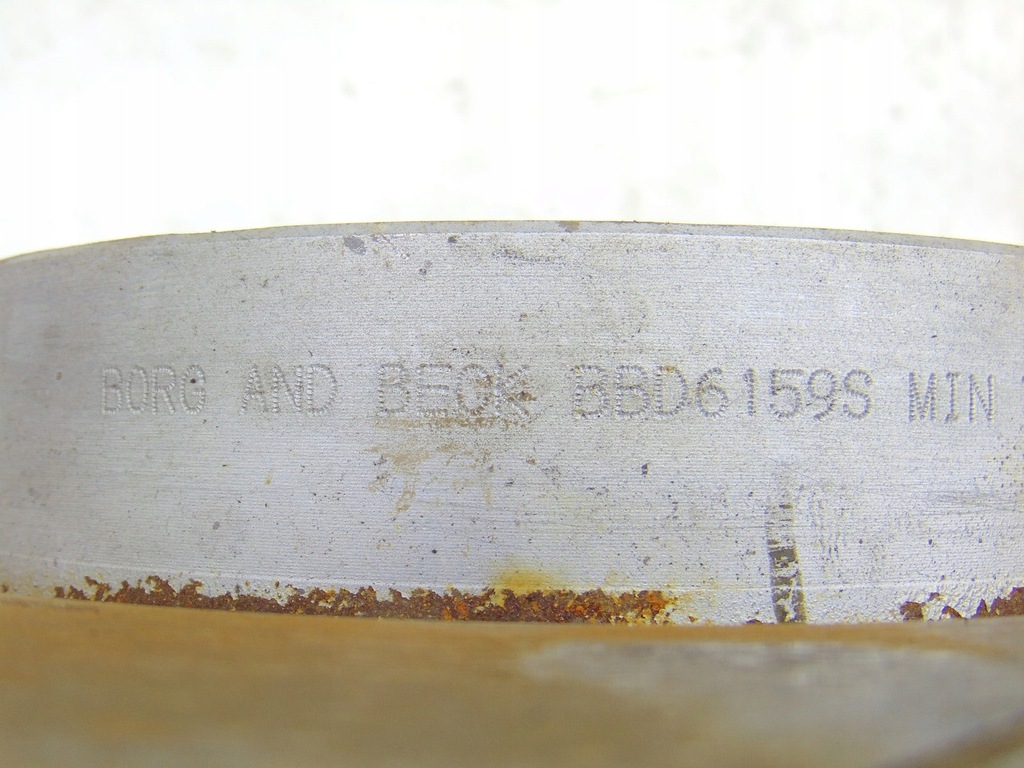 BORG AND BECK BBD6159S MIN